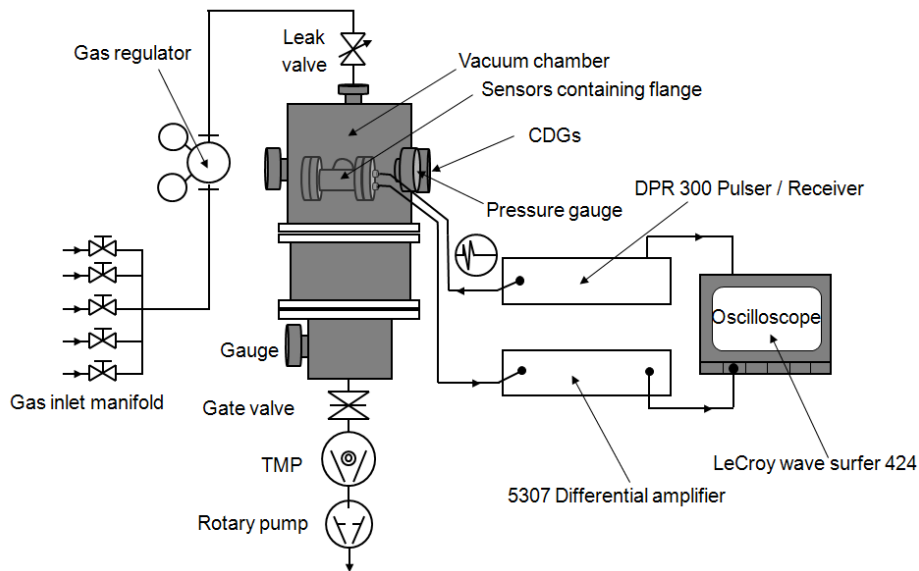 Leak
valve
Gas regulator
Vacuum chamber
Sensors containing flange
CDGs
DPR 300 Pulser / Receiver
Pressure gauge
Oscilloscope
Gauge
Gas inlet manifold
Gate valve
TMP
LeCroy wave surfer 424
5307 Differential amplifier
Rotary pump